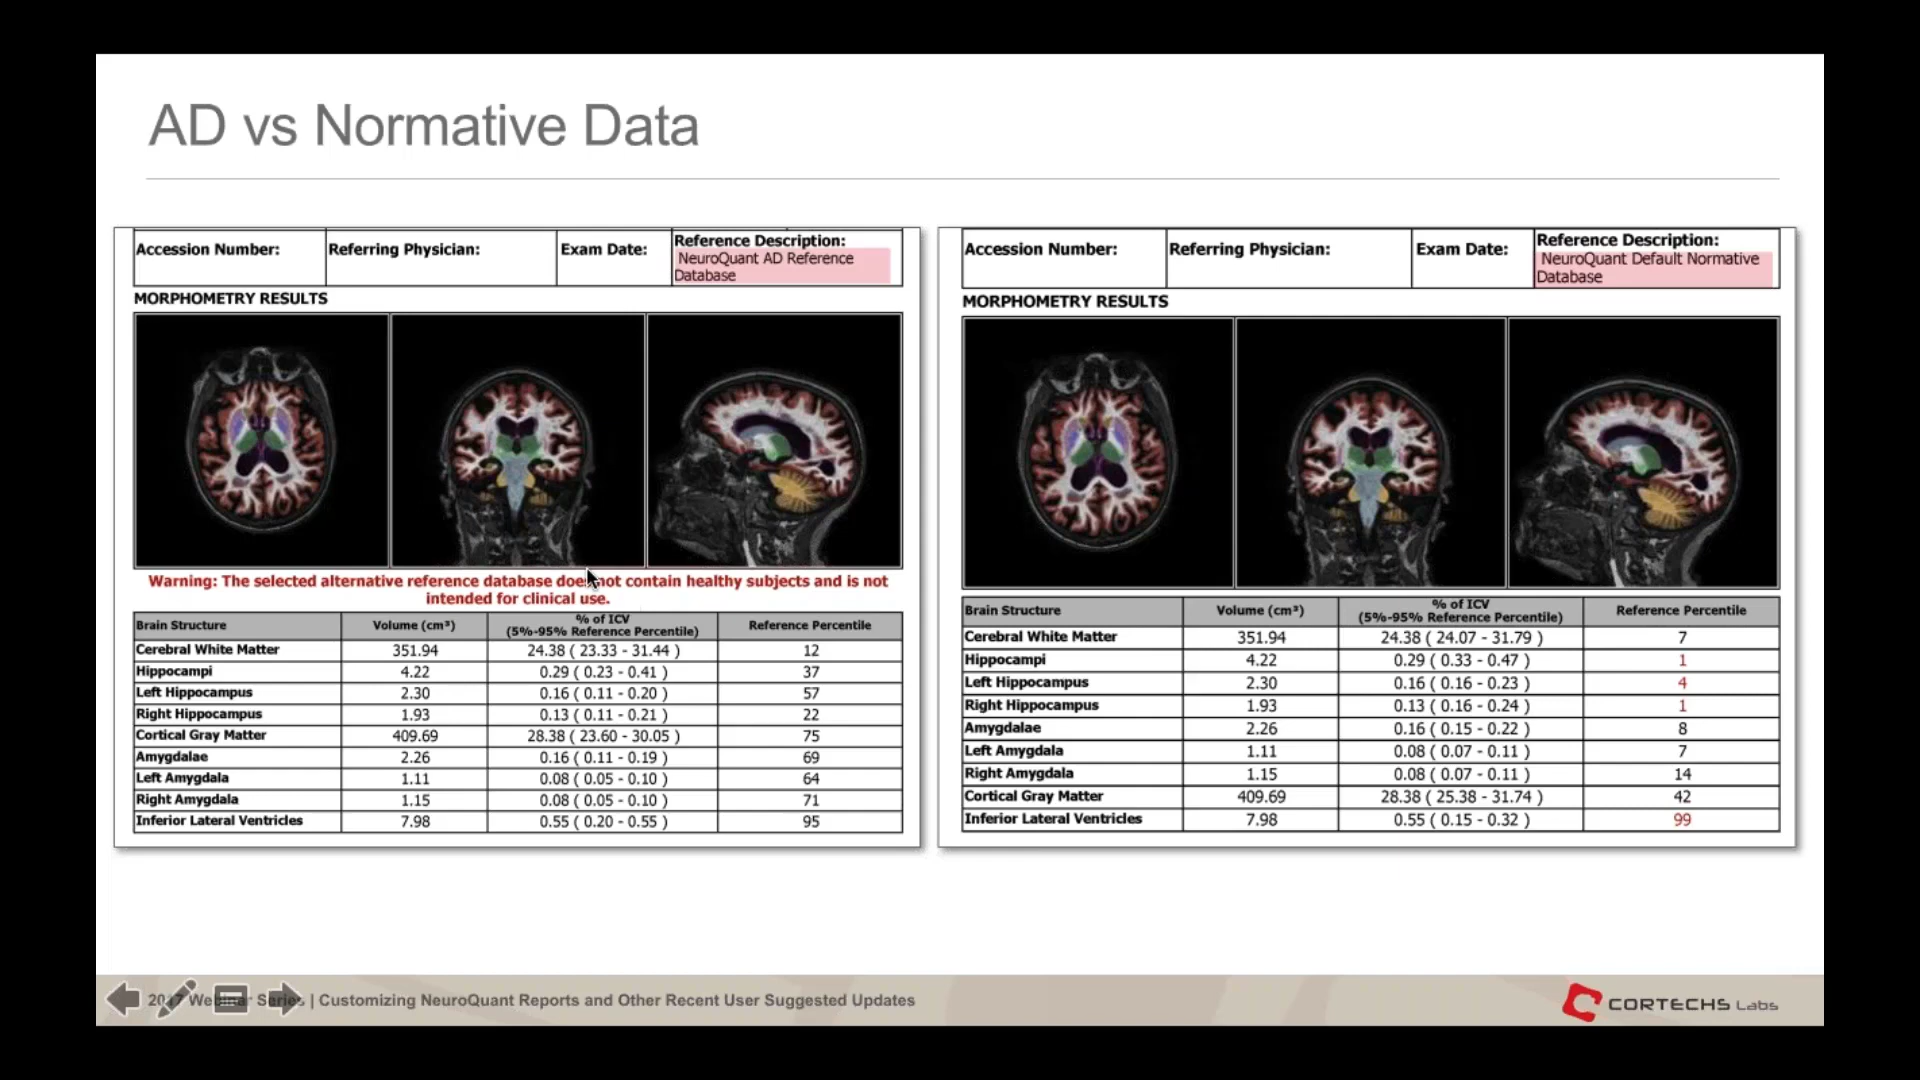 AD vs Normative Data
Accession Number: Referring Physician: Exam Date: Reference Description:
NeuroQuant AD Reference
Database
MORPHOMETRY RESULTS
Warning: The selected alternative reference database does not contain healthy subjects and is not
intended for clinical use.
Brain Structure Volume (cm³) % of ICV (5%-95% Reference Percentile) Reference Percentile
Cerebral White Matter 351.94 24.38 ( 23.33 - 31.44 ) 12
Hippocampi 4.22 0.29 ( 0.23 - 0.41 ) 37
Left Hippocampus 2.30 0.16 ( 0.11 - 0.20 ) 57
Right Hippocampus 1.93 0.13 ( 0.11 - 0.21 ) 22
Cortical Gray Matter 409.69 28.38 ( 23.60 - 30.05 ) 75
Amygdalae 2.26 0.16 ( 0.11 - 0.19 ) 69
Left Amygdala 1.11 0.08 ( 0.05 - 0.10 ) 64
Right Amygdala 1.15 0.08 ( 0.05 - 0.10 ) 71
Inferior Lateral Ventricles 7.98 0.55 ( 0.20 - 0.55 ) 95
Accession Number: Referring Physician: Exam Date: Reference Description:
NeuroQuant Default Normative
Database
MORPHOMETRY RESULTS
Brain Structure Volume (cm³) % of ICV (5%-95% Reference Percentile) Reference Percentile
Cerebral White Matter 351.94 24.38 ( 24.07 - 31.79 ) 7
Hippocampi 4.22 0.29 ( 0.33 - 0.47 ) 1
Left Hippocampus 2.30 0.16 ( 0.16 - 0.23 ) 4
Right Hippocampus 1.93 0.13 ( 0.16 - 0.24 ) 1
Amygdalae 2.26 0.16 ( 0.15 - 0.22 ) 8
Left Amygdala 1.11 0.08 ( 0.07 - 0.11 ) 7
Right Amygdala 1.15 0.08 ( 0.07 - 0.11 ) 14
Cortical Gray Matter 409.69 28.38 ( 25.38 - 31.74 ) 42
Inferior Lateral Ventricles 7.98 0.55 ( 0.15 - 0.32 ) 99
2017 Webinar Series | Customizing NeuroQuant Reports and Other Recent User Suggested Updates
CORTECHS Labs